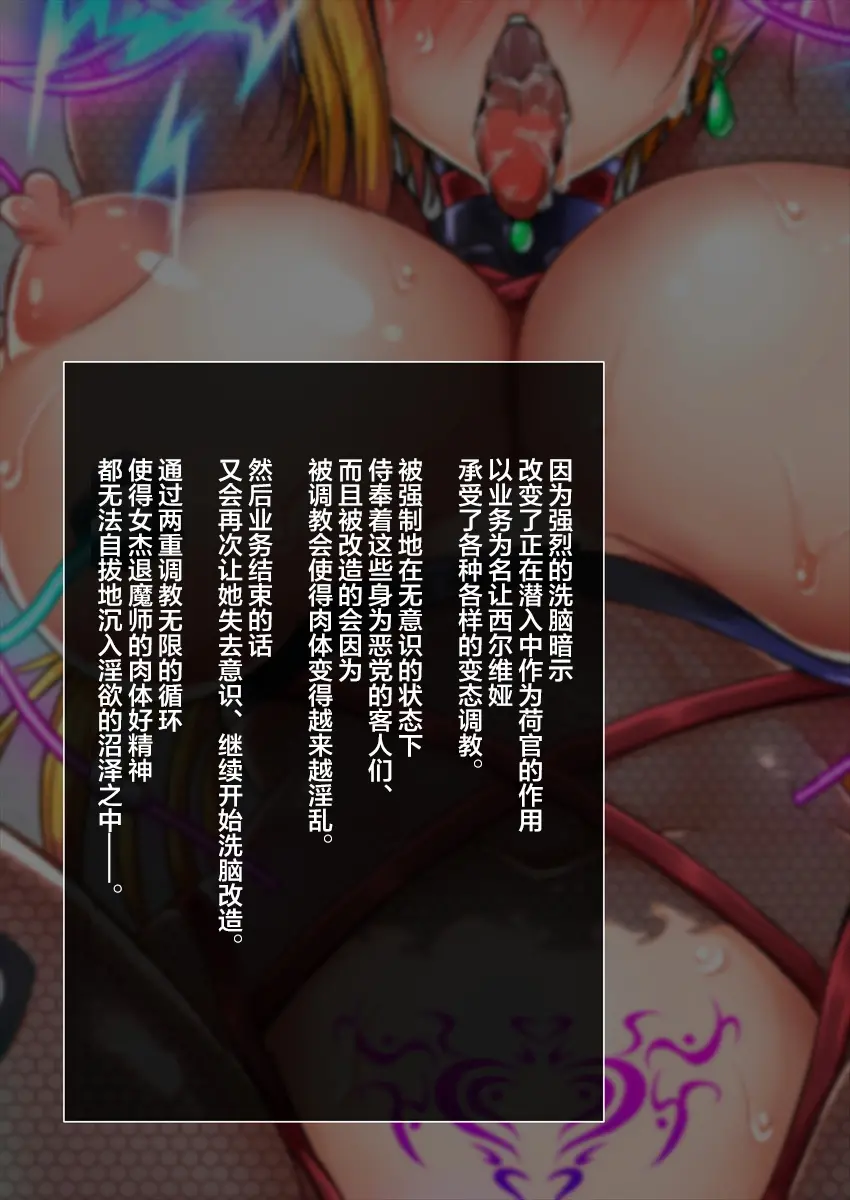 因为强烈的洗脑暗示
改变了正在潜入中作为荷官的作用
以业务为名让西尔维娅
承受了各种各样的变态调教。
被强制地在无意识的状态下
侍奉着这些身为恶党的客人们、
而且被改造的会因为
被调教会使得肉体变得越来越淫乱。
然后业务结束的话
又会再次让她失去意识、继续开始洗脑改造。
通过两重调教无限的循环
使得女杰退魔师的肉体好精神
都无法自拔地沉入淫欲的沼泽之中——。